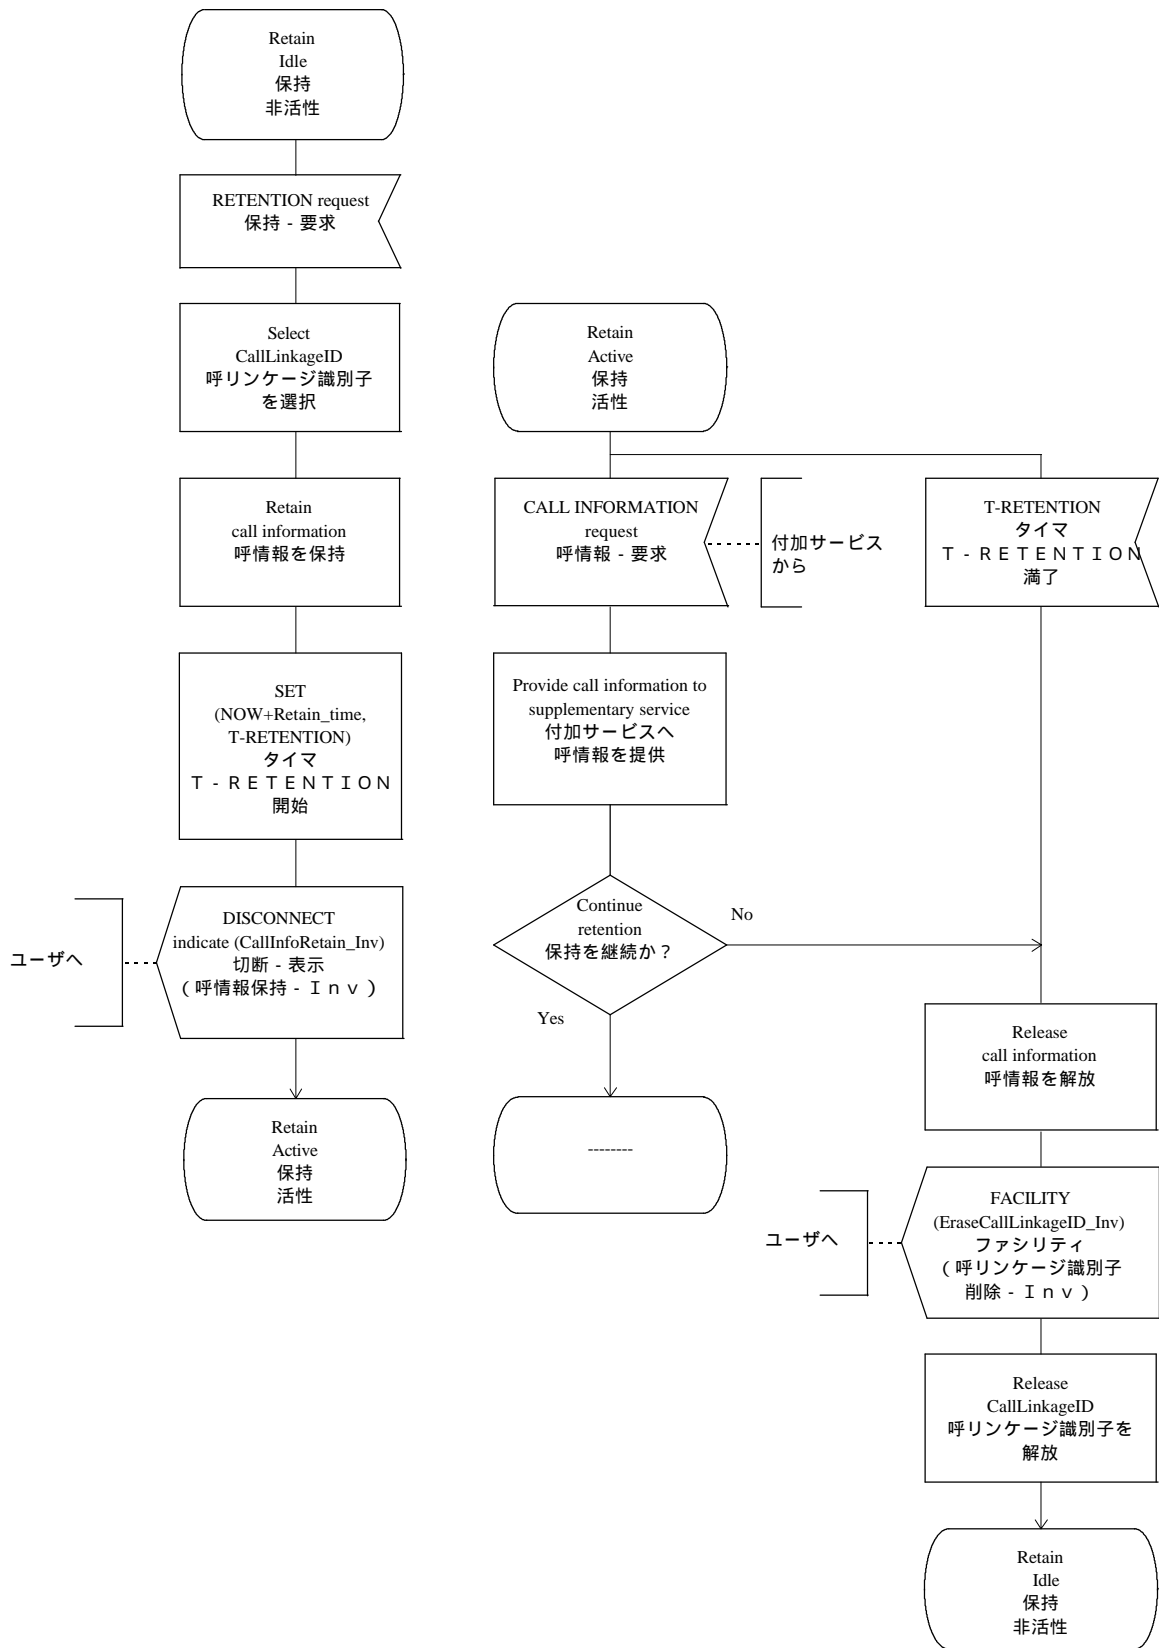 Retain
Idle
保持
非活性
RETENTION request
保持 - 要求
Select
CallLinkageID
呼リンケージ識別子
を選択
Retain
call information
呼情報を保持
SET
(NOW+Retain_time,
T-RETENTION)
タイマ
Ｔ - ＲＥＴＥＮＴＩＯＮ
開始
DISCONNECT
indicate (CallInfoRetain_Inv)
切断 - 表示
( 呼情報保持 - Ｉｎｖ )
ユーザへ
Retain
Active
保持
活性
Retain
Active
保持
活性
CALL INFORMATION
request
呼情報 - 要求
付加サービス
から
Provide call information to
supplementary service
付加サービスへ
呼情報を提供
Continue
retention
保持を継続か？
No
Yes
--------
T-RETENTION
タイマ
Ｔ - ＲＥＴＥＮＴＩＯＮ
満了
Release
call information
呼情報を解放
FACILITY
(EraseCallLinkageID_Inv)
ファシリティ
( 呼リンケージ識別子
削除 - Ｉｎｖ )
ユーザへ
Release
CallLinkageID
呼リンケージ識別子を
解放
Retain
Idle
保持
非活性